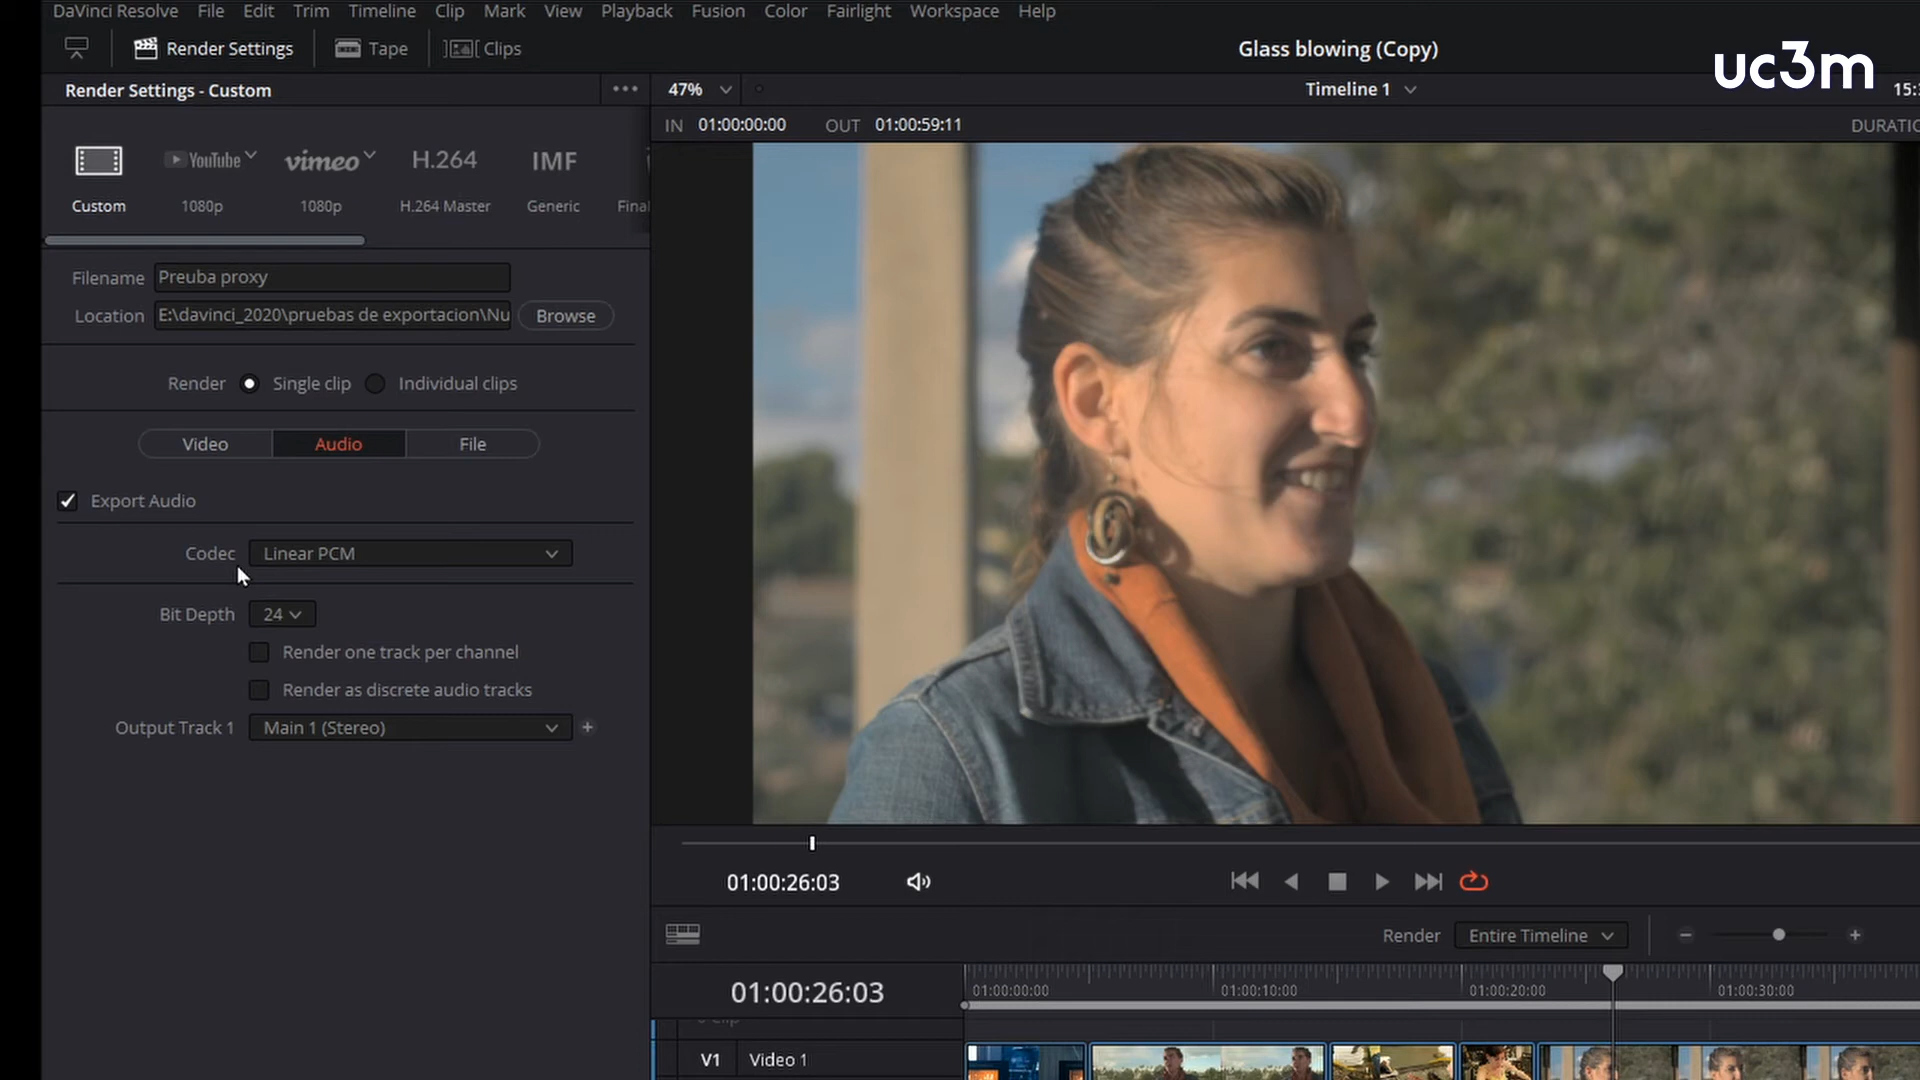 DaVinci Resolve File Edit Trim Timeline Clip Mark View Playback Fusion Color Fairlight Workspace Help
Render Settings Tape Clips Glass blowing (Copy) uc3m
Render Settings - Custom 47% Timeline 1
IN 01:00:00:00 OUT 01:00:59:11
YouTube vimeo H.264 IMF
Custom 1080p 1080p H.264 Master Generic
Filename Preuba proxy
Location E:\davinci_2020\pruebas de exportacion\Nu Browse
Render Single clip Individual clips
Video Audio File
Export Audio
Codec Linear PCM
Bit Depth 24
Render one track per channel
Render as discrete audio tracks
Output Track 1 Main 1 (Stereo)
01:00:26:03
Render Entire Timeline
01:00:26:03 01:00:00:00 01:00:10:00 01:00:20:00 01:00:30:00
V1 Video 1